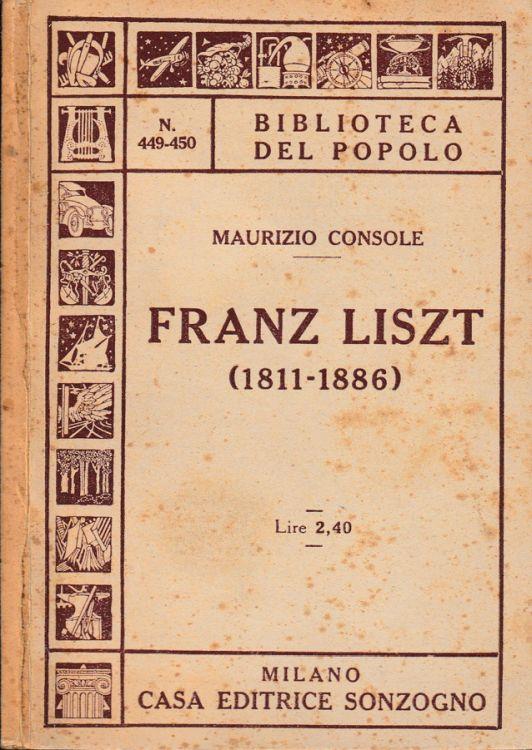 N.
449-450
BIBLIOTECA
DEL POPOLO
MAURIZIO CONSOLE
FRANZ LISZT
(1811-1886)
Lire 2,40
MILANO
CASA EDITRICE SONZOGNO